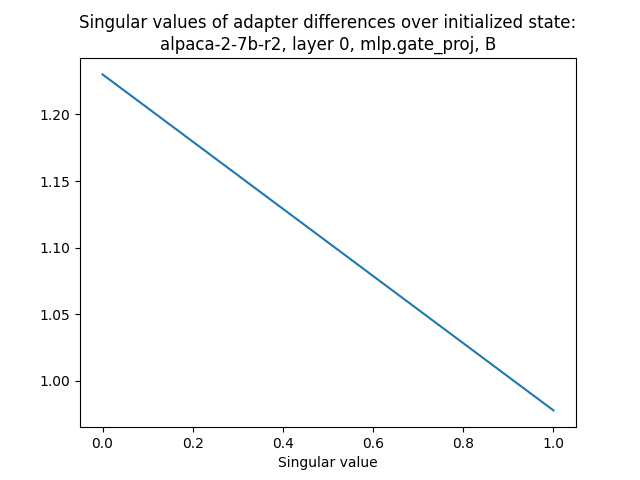 Singular values of adapter differences over initialized state:
alpaca-2-7b-r2, layer 0, mlp.gate_proj, B
1.20
1.15
1.10
1.05
1.00
0.0 0.2 0.4 0.6 0.8 1.0
Singular value